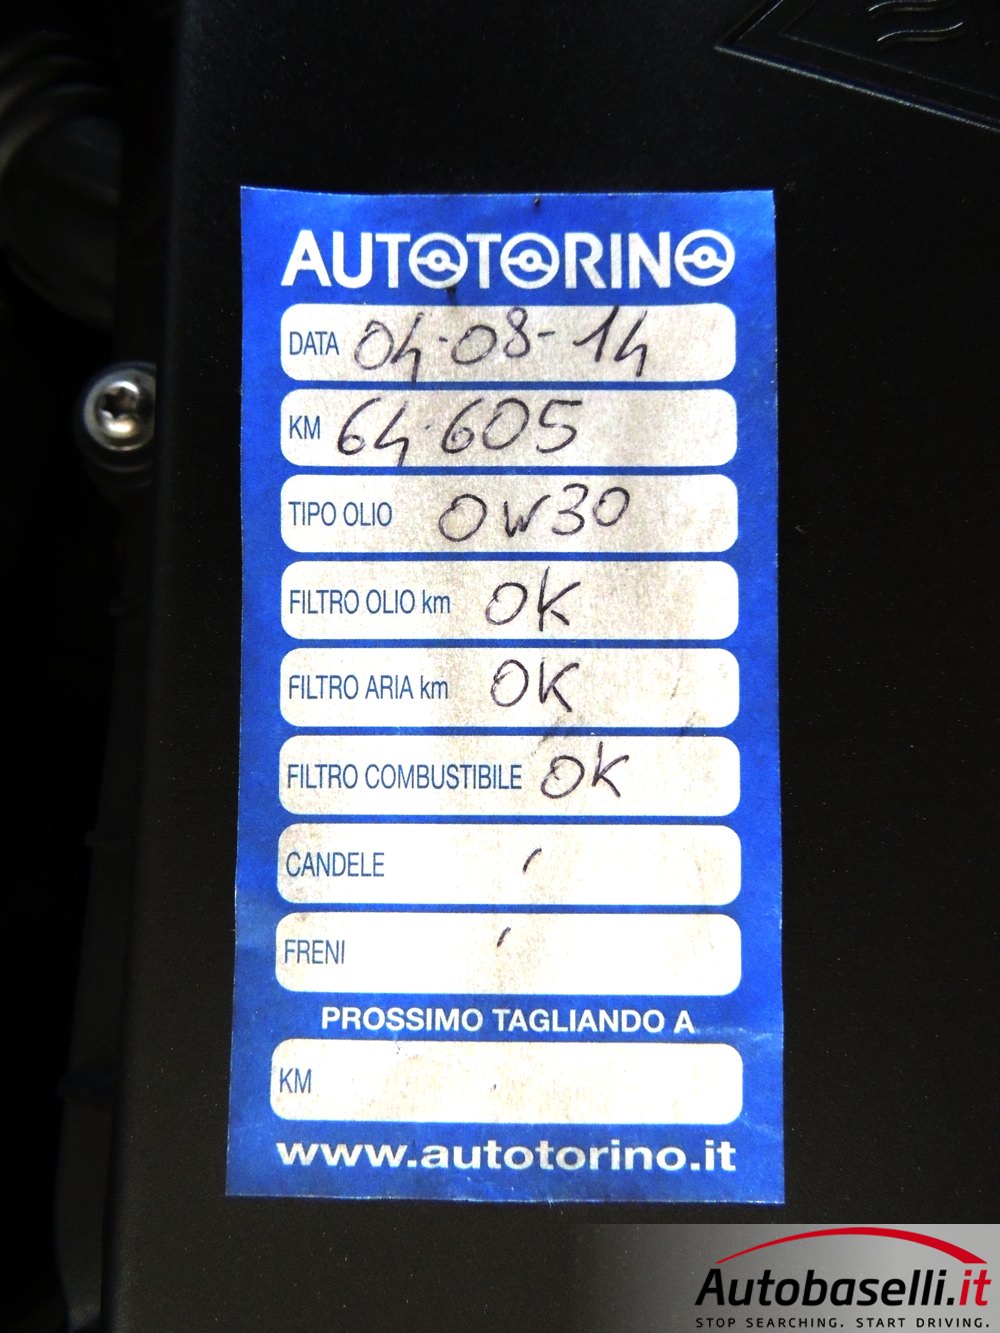 AUTOTORINO
DATA 04-08-14
KM 64.605
TIPO OLIO 0W30
FILTRO OLIO km OK
FILTRO ARIA km OK
FILTRO COMBUSTIBILE OK
CANDELE
FRENI
PROSSIMO TAGLIANDO A
KM
www.autotorino.it
Autobaselli.it
STOP SEARCHING. START DRIVING.